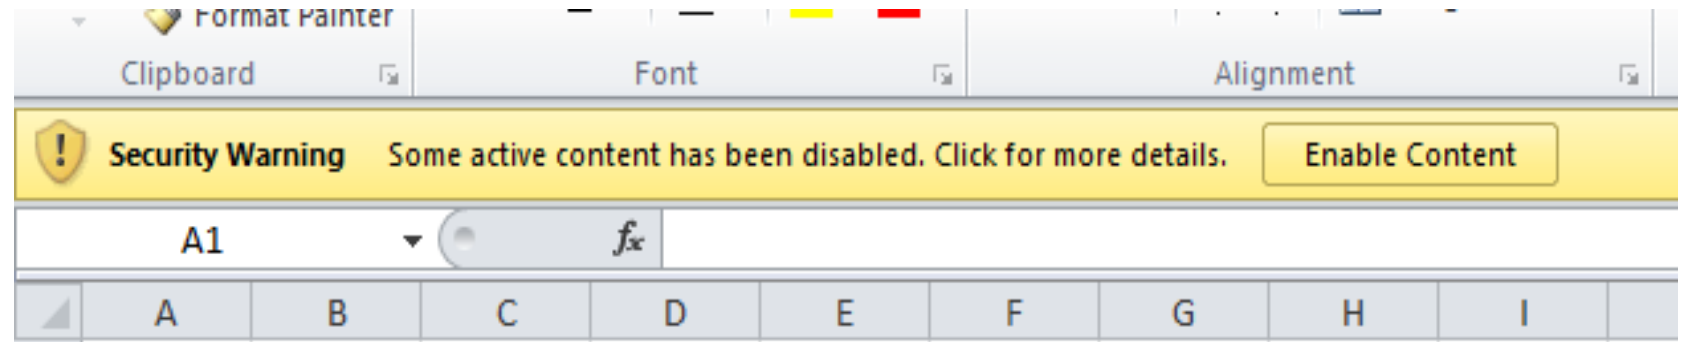 Format Painter
Clipboard Font Alignment
! Security Warning Some active content has been disabled. Click for more details. Enable Content
A1 fx
A B C D E F G H I